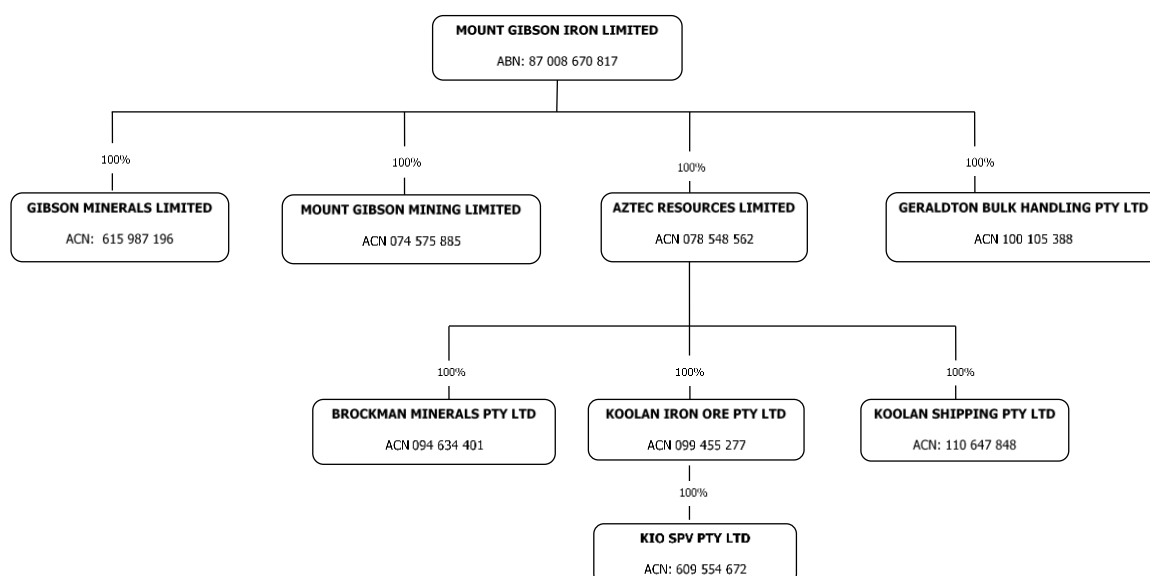 MOUNT GIBSON IRON LIMITED
ABN: 87 008 670 817
100%
100%
100%
100%
GIBSON MINERALS LIMITED
ACN: 615 987 196
MOUNT GIBSON MINING LIMITED
ACN 074 575 885
AZTEC RESOURCES LIMITED
ACN 078 548 562
GERALDTON BULK HANDLING PTY LTD
ACN 100 105 388
100%
100%
100%
BROCKMAN MINERALS PTY LTD
ACN 094 634 401
KOOLAN IRON ORE PTY LTD
ACN 099 455 277
KOOLAN SHIPPING PTY LTD
ACN: 110 647 848
100%
KIO SPV PTY LTD
ACN: 609 554 672